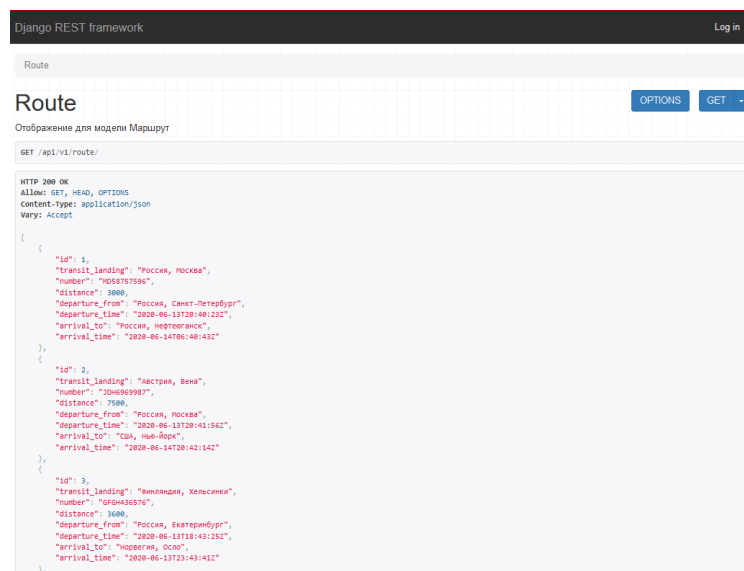 Django REST framework
Log in
Route
Route
OPTIONS
GET
Отображение для модели Маршрут
GET /api/v1/route/
HTTP 200 OK
Allow: GET, HEAD, OPTIONS
Content-Type: application/json
Vary: Accept
[
{
"id": 1,
"transit_landing": "Россия, Москва",
"number": "MD58757596",
"distance": 3000,
"departure_from": "Россия, Санкт-Петербург",
"departure_time": "2020-06-13T20:40:23Z",
"arrival_to": "Россия, Нефтеюганск",
"arrival_time": "2020-06-14T06:40:43Z"
},
{
"id": 2,
"transit_landing": "Австрия, Вена",
"number": "JDH6969987",
"distance": 7500,
"departure_from": "Россия, Москва",
"departure_time": "2020-06-13T20:41:56Z",
"arrival_to": "США, Нью-Йорк",
"arrival_time": "2020-06-14T20:42:14Z"
},
{
"id": 3,
"transit_landing": "Финляндия, Хельсинки",
"number": "GFGH436576",
"distance": 3600,
"departure_from": "Россия, Екатеринбург",
"departure_time": "2020-06-13T18:43:25Z",
"arrival_to": "Норвегия, Осло",
"arrival_time": "2020-06-13T23:43:41Z"
},